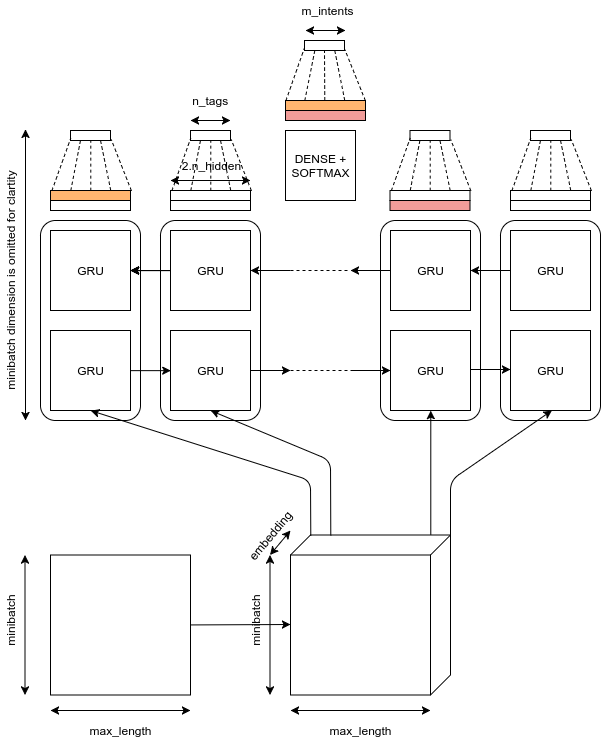 m_intents
n_tags
2.n_hidden
DENSE +
SOFTMAX
minibatch dimension is omitted for clartity
GRU
GRU
GRU
GRU
GRU
GRU
GRU
GRU
embedding
minibatch
minibatch
max_length
max_length